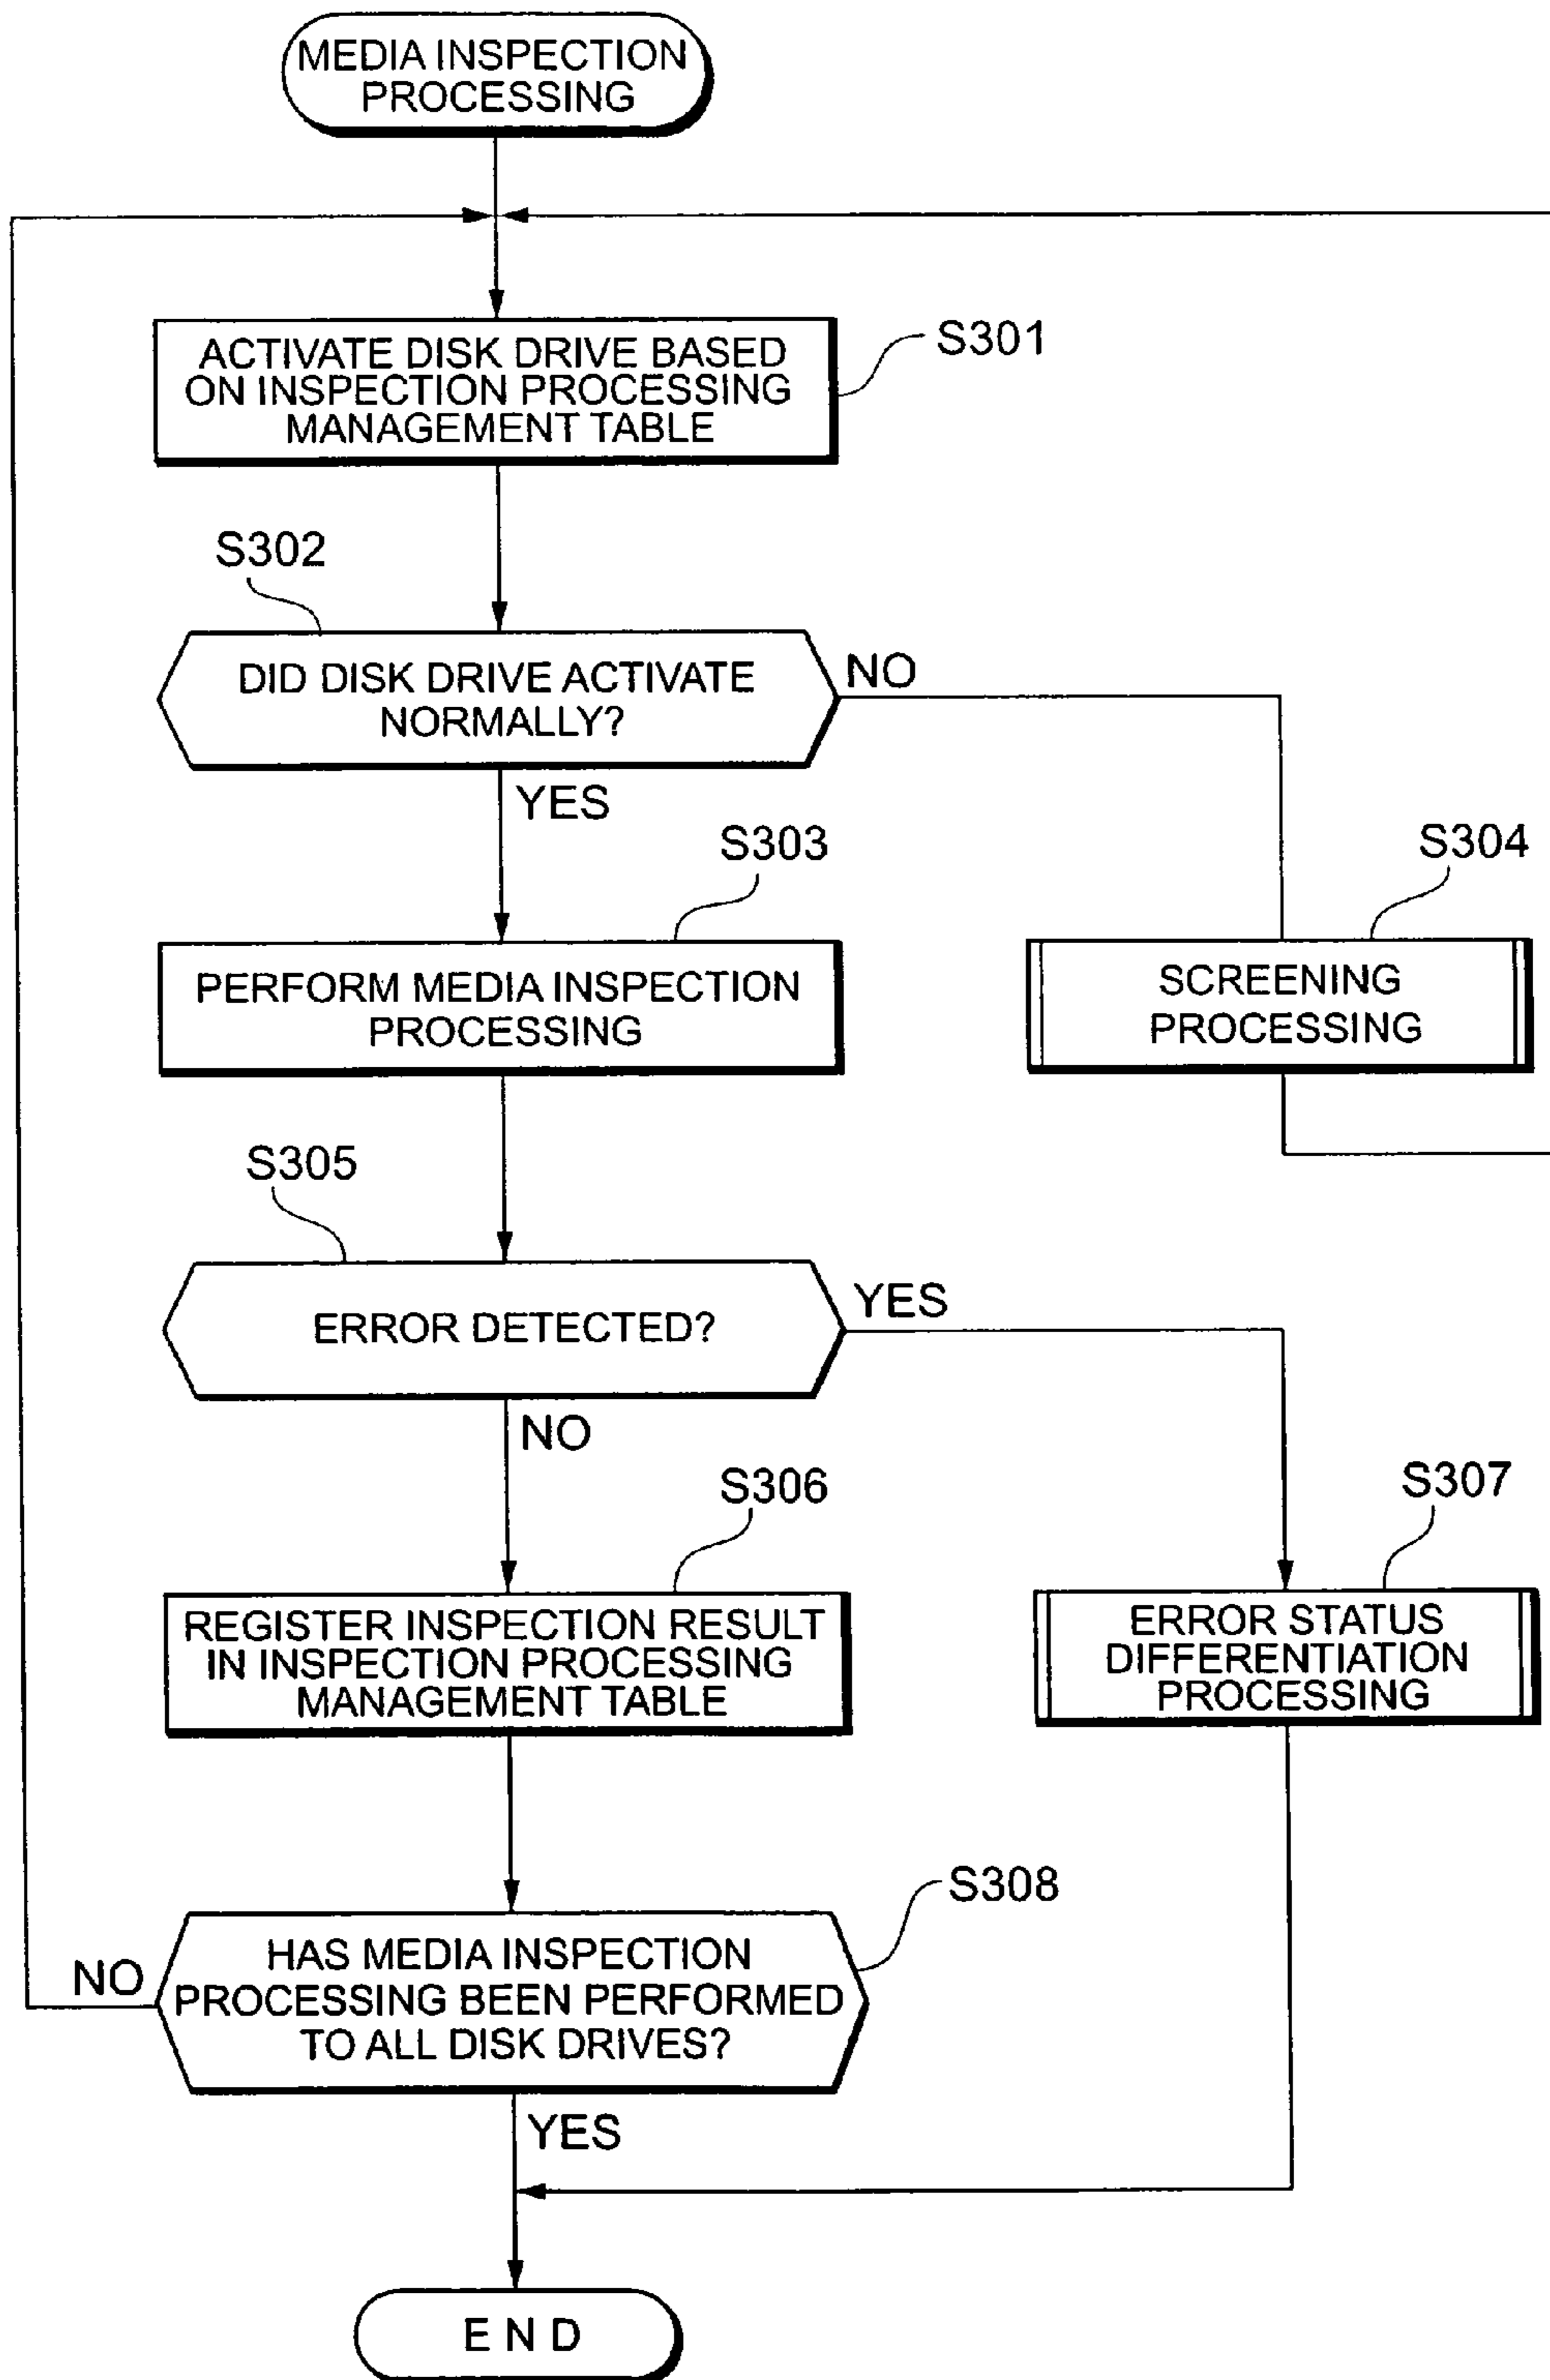 MEDIA INSPECTION
PROCESSING
S301
ACTIVATE DISK DRIVE BASED
ON INSPECTION PROCESSING
MANAGEMENT TABLE
S302
DID DISK DRIVE ACTIVATE
NORMALLY?
NO
YES
S303
PERFORM MEDIA INSPECTION
PROCESSING
S304
SCREENING
PROCESSING
S305
ERROR DETECTED?
YES
NO
S306
REGISTER INSPECTION RESULT
IN INSPECTION PROCESSING
MANAGEMENT TABLE
S307
ERROR STATUS
DIFFERENTIATION
PROCESSING
S308
HAS MEDIA INSPECTION
PROCESSING BEEN PERFORMED
TO ALL DISK DRIVES?
NO
YES
END